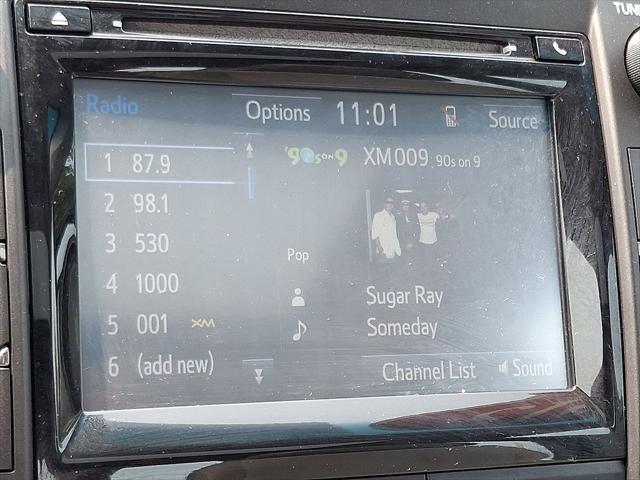 TUNE
Radio
Options
11:01
Source
1 87.9
'90s ON 9
XM009 90s on 9
2 98.1
3 530
Pop
4 1000
Sugar Ray
5 001 XM
Someday
6 (add new)
Channel List
Sound